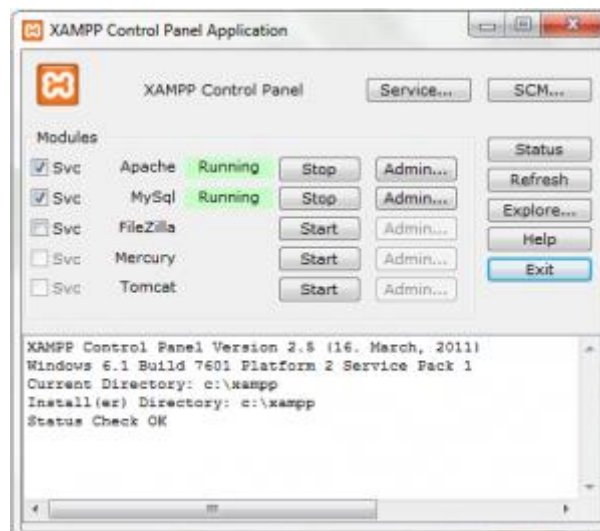 XAMPP Control Panel Application
XAMPP Control Panel Service... SCM...
Modules
Status
Svc Apache Running Stop Admin...
Refresh
Svc MySql Running Stop Admin...
Explore...
Svc FileZilla Start Admin...
Help
Svc Mercury Start Admin...
Exit
Svc Tomcat Start Admin...
XAMPP Control Panel Version 2.5 (16. March, 2011)
Windows 6.1 Build 7601 Platform 2 Service Pack 1
Current Directory: c:\xampp
Install(er) Directory: c:\xampp
Status Check OK